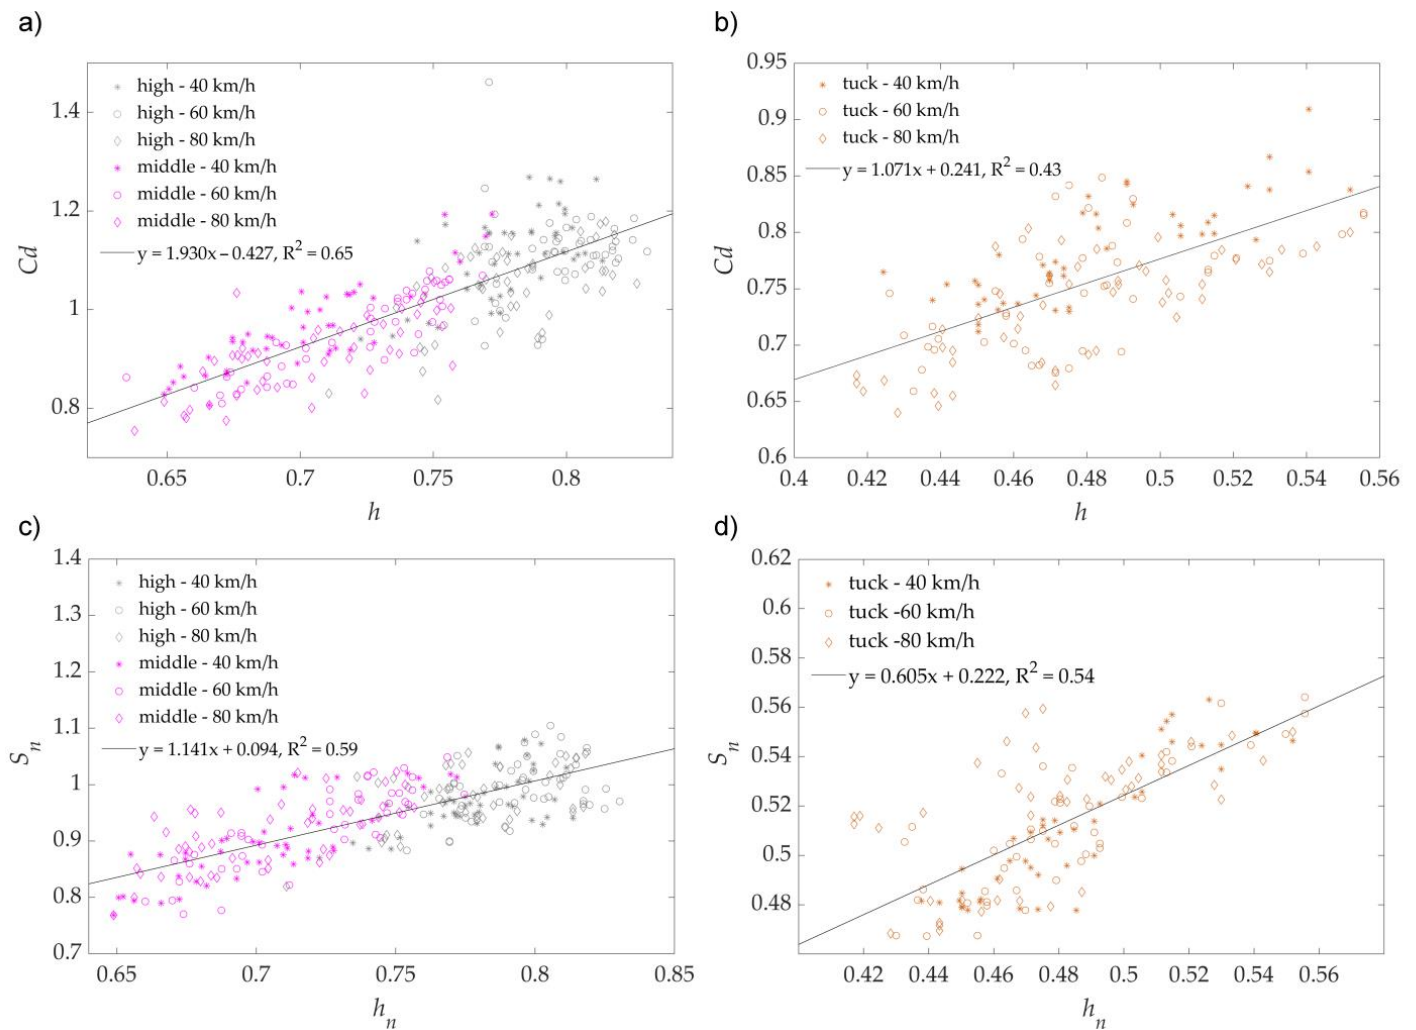 a)
1.4
1.2
1
0.8
Cd
high - 40 km/h
high - 60 km/h
high - 80 km/h
middle - 40 km/h
middle - 60 km/h
middle - 80 km/h
y = 1.930x – 0.427, R² = 0.65
0.65 0.7 0.75 0.8
h
b)
0.95
0.9
0.85
0.8
0.75
0.7
0.65
0.6
Cd
tuck - 40 km/h
tuck - 60 km/h
tuck - 80 km/h
y = 1.071x + 0.241, R² = 0.43
0.4 0.42 0.44 0.46 0.48 0.5 0.52 0.54 0.56
h
c)
1.4
1.3
1.2
1.1
1
0.9
0.8
0.7
Sₙ
high - 40 km/h
high - 60 km/h
high - 80 km/h
middle - 40 km/h
middle - 60 km/h
middle - 80 km/h
y = 1.141x + 0.094, R² = 0.59
0.65 0.7 0.75 0.8 0.85
hₙ
d)
0.62
0.6
0.58
0.56
0.54
0.52
0.5
0.48
Sₙ
tuck - 40 km/h
tuck -60 km/h
tuck -80 km/h
y = 0.605x + 0.222, R² = 0.54
0.42 0.44 0.46 0.48 0.5 0.52 0.54 0.56
hₙ